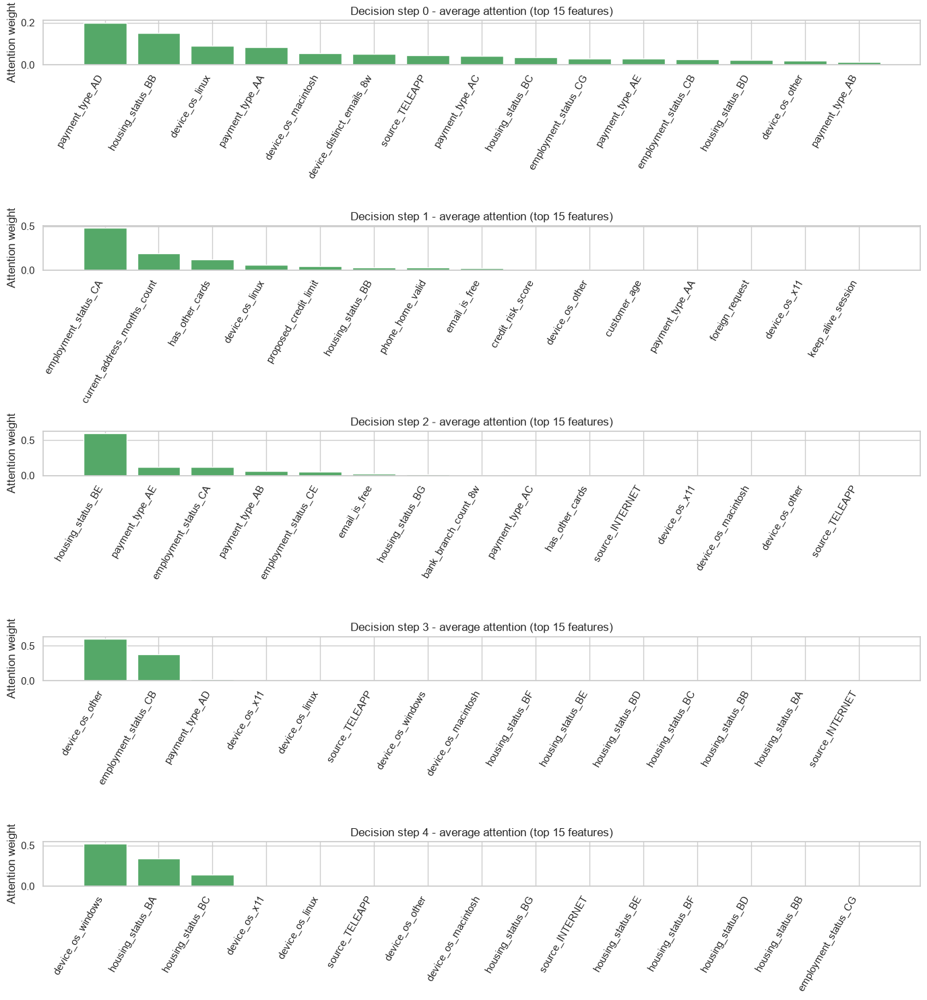 Decision step 0 - average attention (top 15 features)
Attention weight
0.2
0.0
payment_type_AD
housing_status_BB
device_os_linux
payment_type_AA
device_os_macintosh
device_distinct_emails_8w
source_TELEAPP
payment_type_AC
housing_status_BC
employment_status_CG
payment_type_AE
employment_status_CB
housing_status_BD
device_os_other
payment_type_AB
Decision step 1 - average attention (top 15 features)
Attention weight
0.5
0.0
employment_status_CA
current_address_months_count
has_other_cards
device_os_linux
proposed_credit_limit
housing_status_BB
phone_home_valid
email_is_free
credit_risk_score
device_os_other
customer_age
payment_type_AA
foreign_request
device_os_x11
keep_alive_session
Decision step 2 - average attention (top 15 features)
Attention weight
0.5
0.0
housing_status_BE
payment_type_AE
employment_status_CA
payment_type_AB
employment_status_CE
email_is_free
housing_status_BG
bank_branch_count_8w
payment_type_AC
has_other_cards
source_INTERNET
device_os_x11
device_os_macintosh
device_os_other
source_TELEAPP
Decision step 3 - average attention (top 15 features)
Attention weight
0.5
0.0
device_os_other
employment_status_CB
payment_type_AD
device_os_x11
device_os_linux
source_TELEAPP
device_os_windows
device_os_macintosh
housing_status_BF
housing_status_BE
housing_status_BD
housing_status_BC
housing_status_BB
housing_status_BA
source_INTERNET
Decision step 4 - average attention (top 15 features)
Attention weight
0.5
0.0
device_os_windows
housing_status_BA
housing_status_BC
device_os_x11
device_os_linux
source_TELEAPP
device_os_other
device_os_macintosh
housing_status_BG
source_INTERNET
housing_status_BE
housing_status_BF
housing_status_BD
housing_status_BB
employment_status_CG